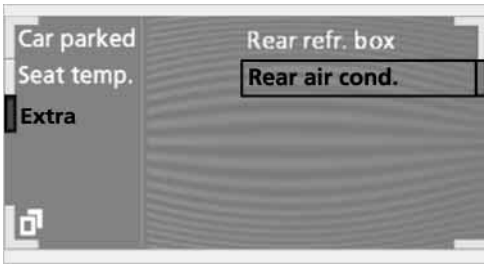 Car parked
Seat temp.
Extra
Rear refr. box
Rear air cond.